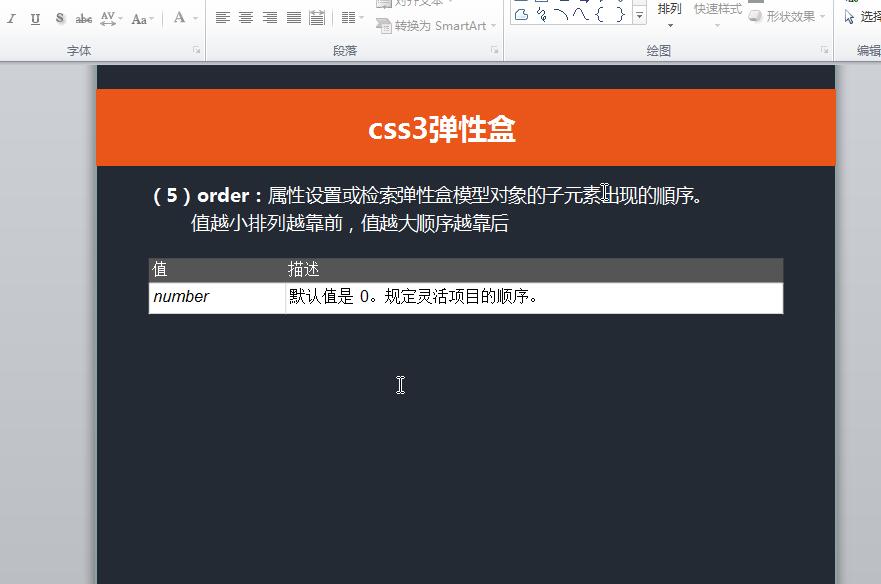 I U S abc AV Aa A
对齐文本
转换为 SmartArt
排列 快速样式
形状效果
选择
字体 段落 绘图 编辑
css3弹性盒
（5）order：属性设置或检索弹性盒模型对象的子元素出现的順序。
值越小排列越靠前，值越大顺序越靠后
值 描述
number 默认值是 0。规定灵活项目的顺序。